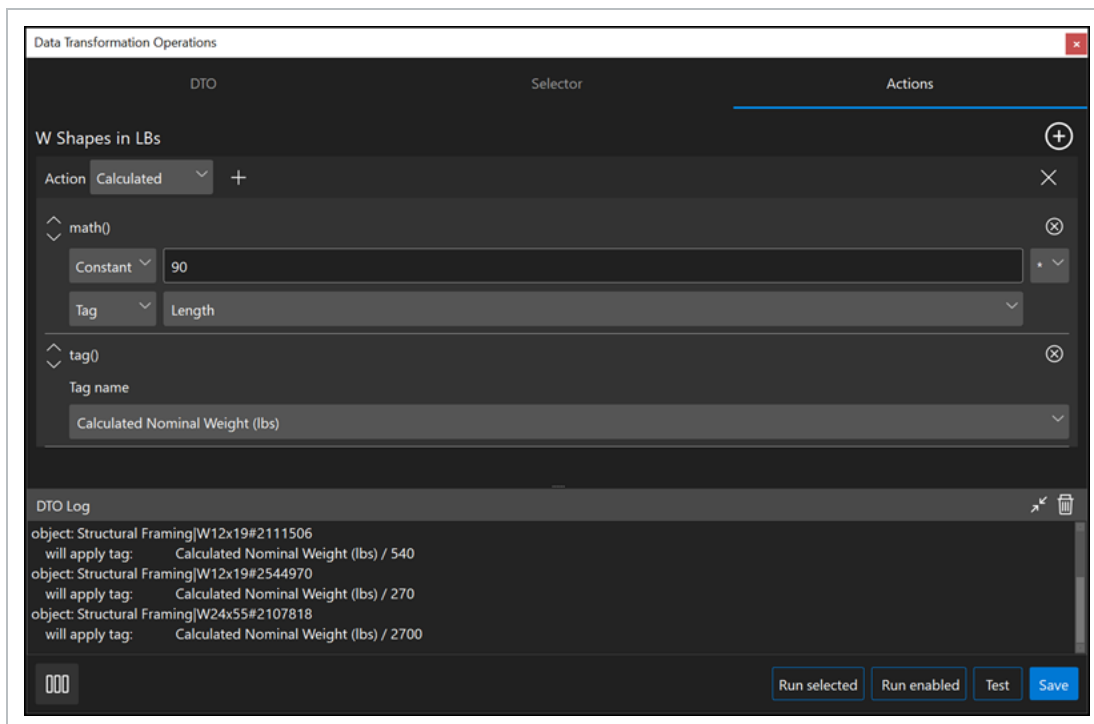 Data Transformation Operations
DTO Selector Actions
W Shapes in LBs
Action Calculated
math()
Constant 90 *
Tag Length
tag()
Tag name
Calculated Nominal Weight (lbs)
DTO Log
object: Structural Framing|W12x19#2111506
will apply tag: Calculated Nominal Weight (lbs) / 540
object: Structural Framing|W12x19#2544970
will apply tag: Calculated Nominal Weight (lbs) / 270
object: Structural Framing|W24x55#2107818
will apply tag: Calculated Nominal Weight (lbs) / 2700
Run selected Run enabled Test Save